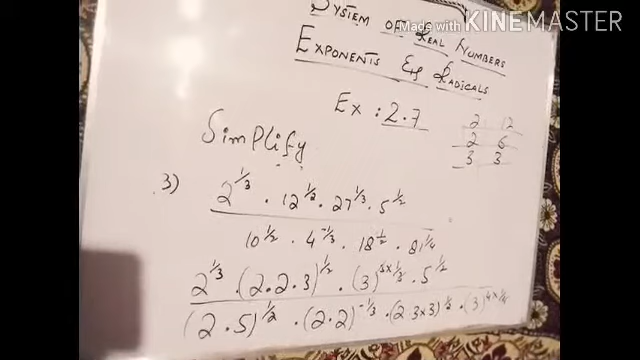 SYSTEM OF REAL NUMBERS
Made with KINEMASTER
EXPONENTS & RADICALS
Ex : 2.7
2 12
2 6
3 3
Simplify
3) 2^1/3 · 12^1/2 · 27^1/3 · 5^1/2
10^1/2 · 4^-1/3 · 18^1/2 · 81^1/4
2^1/3 · (2·2·3)^1/2 · (3)^3×1/3 · 5^1/2
(2·5)^1/2 · (2·2)^-1/3 · (2·3×3)^1/2 · (3)^4×1/4